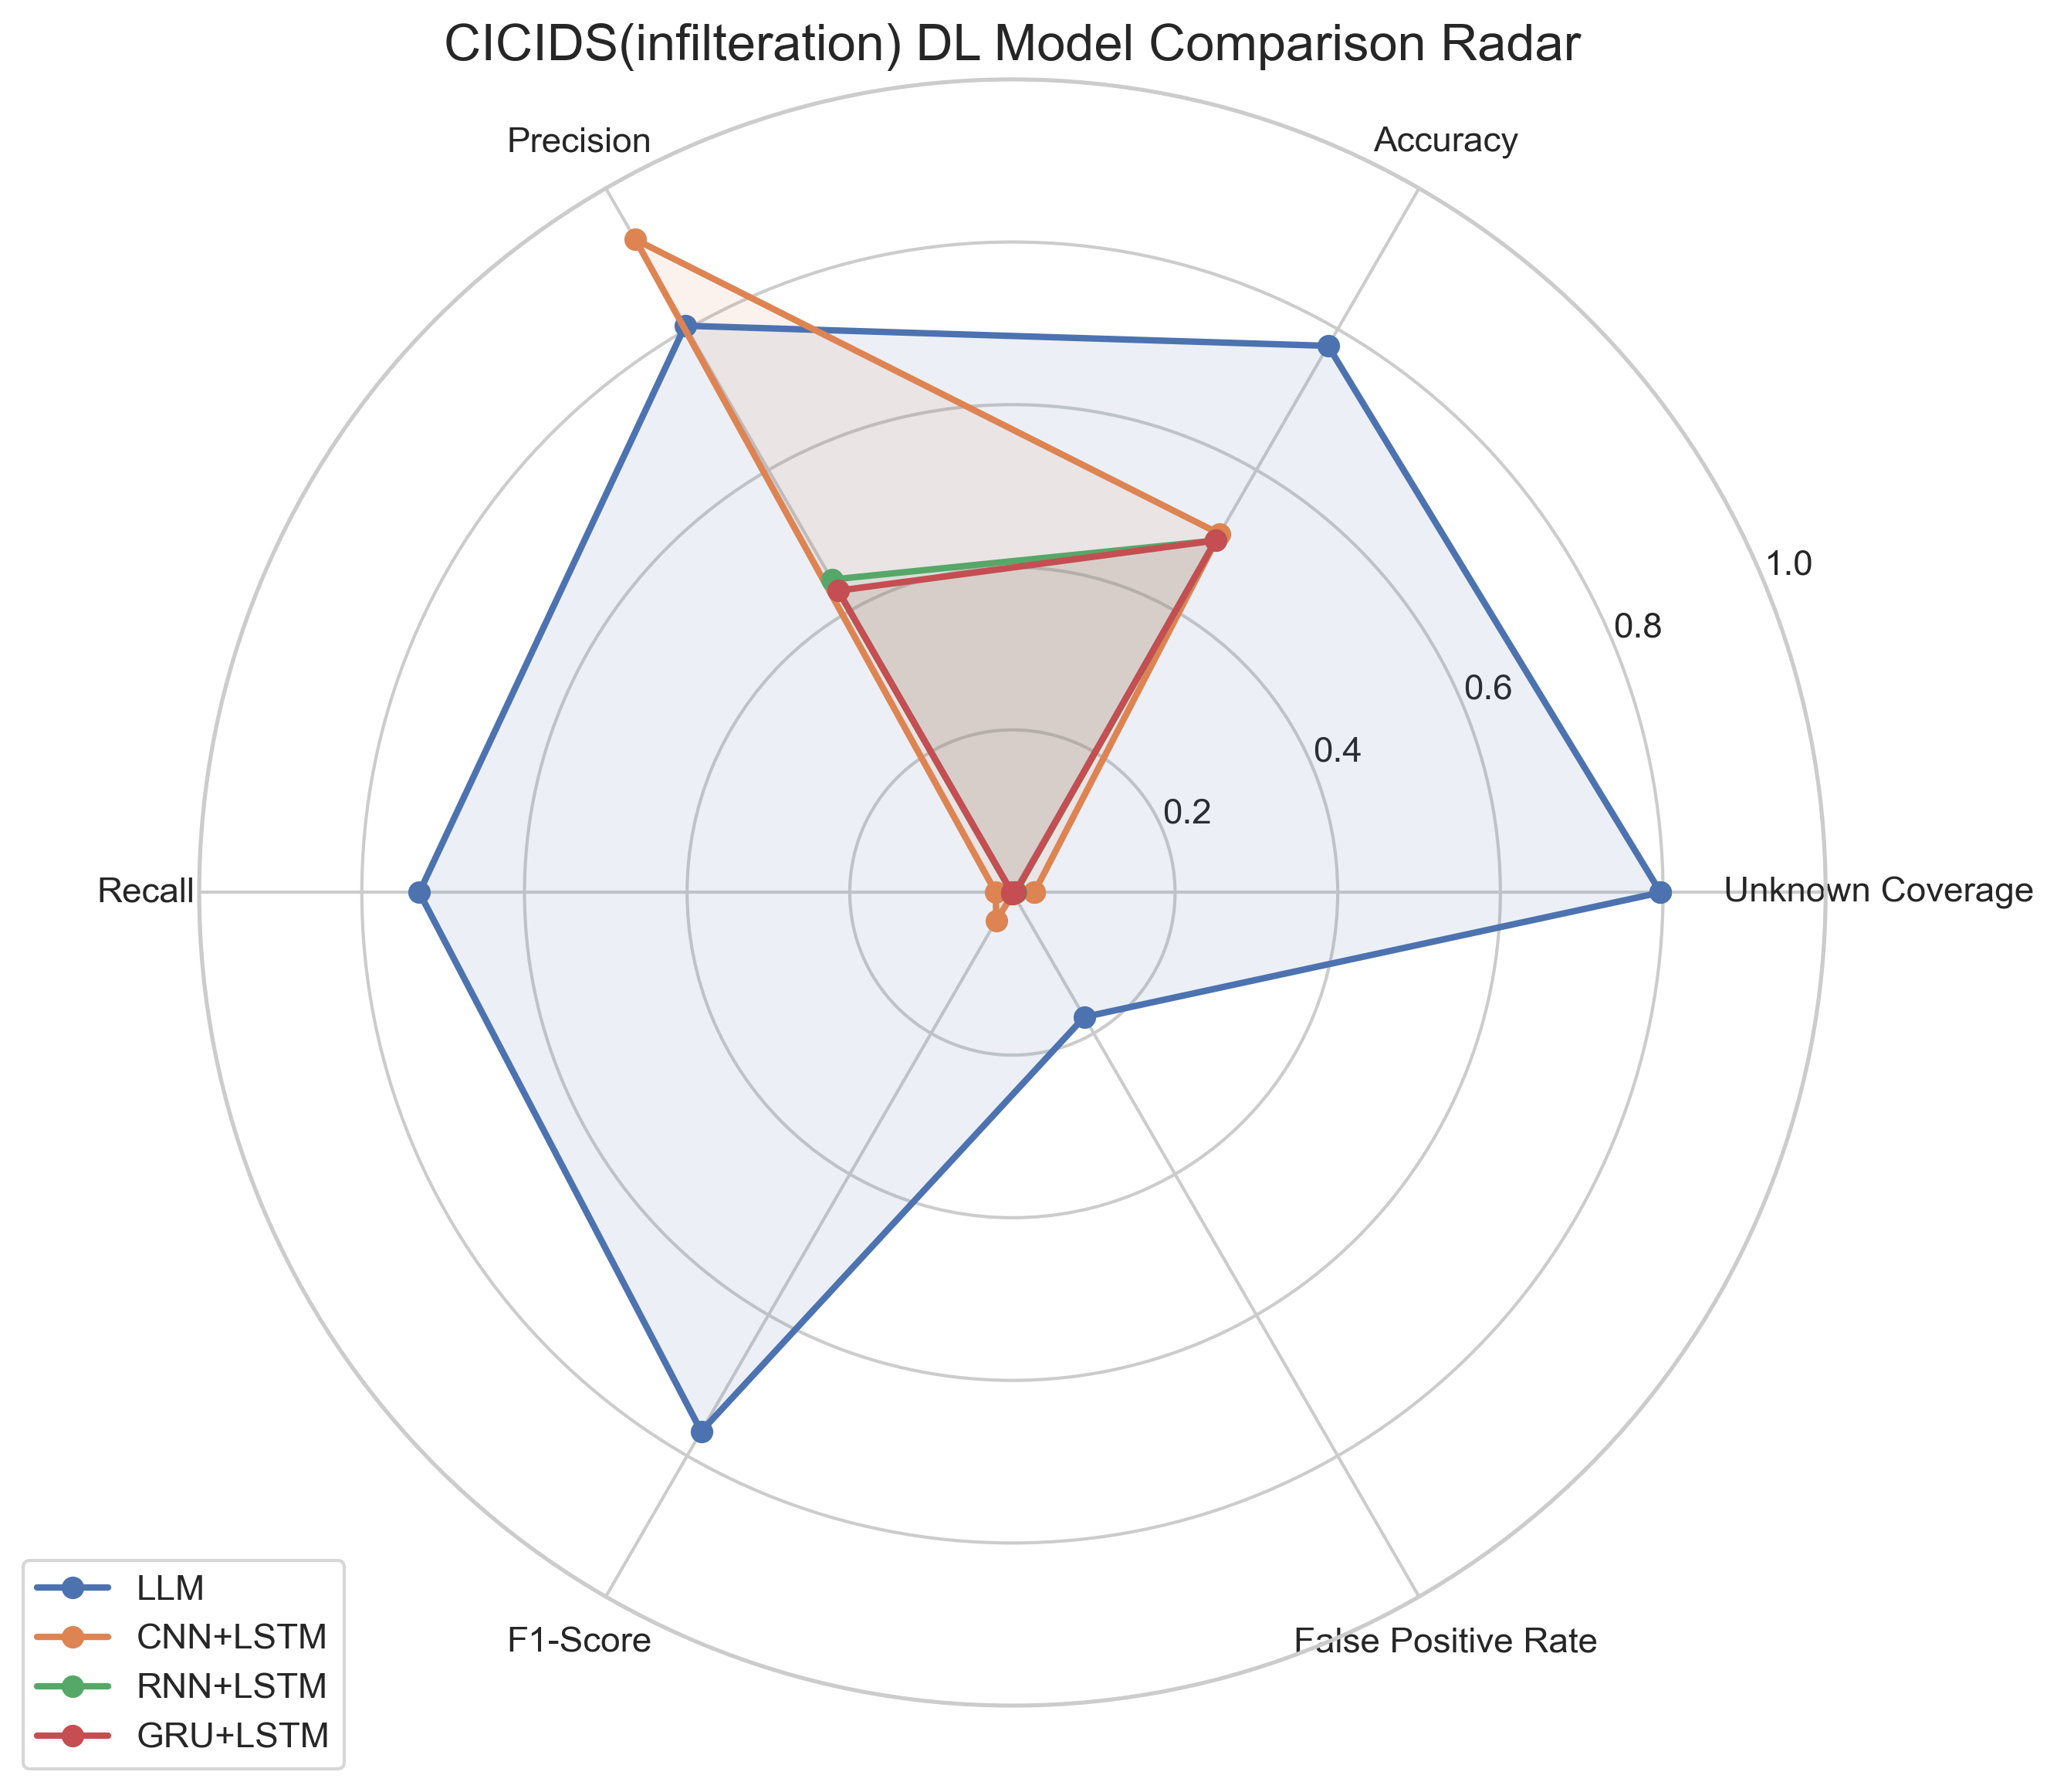 CICIDS(infilteration) DL Model Comparison Radar
Precision
Accuracy
1.0
0.8
0.6
0.4
0.2
Recall
Unknown Coverage
F1-Score
False Positive Rate
LLM
CNN+LSTM
RNN+LSTM
GRU+LSTM